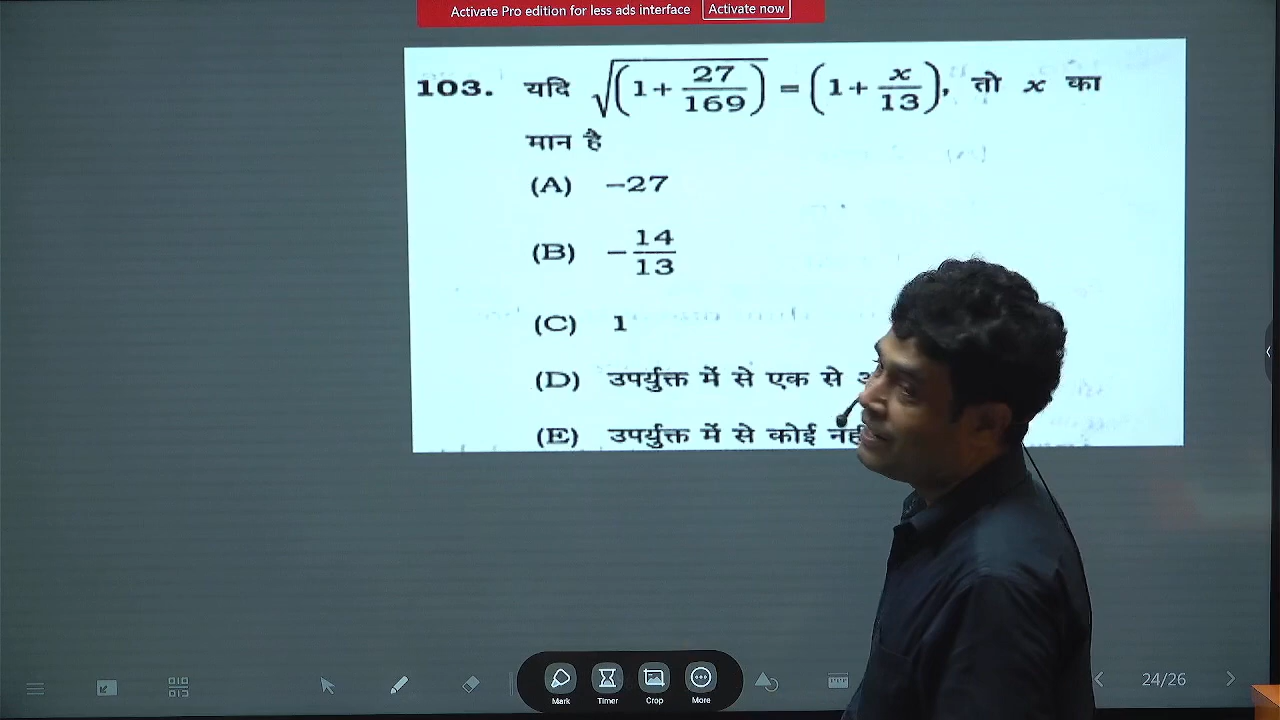 Activate Pro edition for less ads interface Activate now
103. यदि √(1+27/169) = (1+x/13), तो x का
मान है
(A) −27
(B) −14/13
(C) 1
(D) उपर्युक्त में से एक से
(E) उपर्युक्त में से कोई
Mark Timer Crop More
24/26